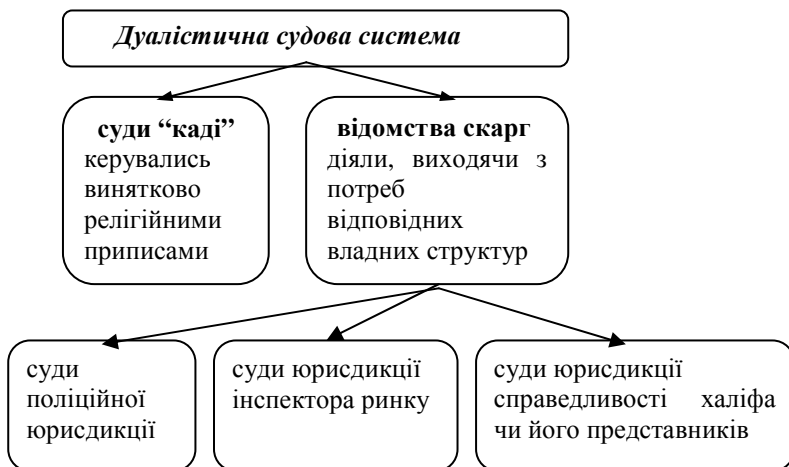 Дуалістична судова система
суди “каді”
керувались
винятково
релігійними
приписами
відомства скарг
діяли, виходячи з
потреб
відповідних
владних структур
суди
поліційної
юрисдикції
суди юрисдикції
інспектора ринку
суди юрисдикції
справедливості халіфа
чи його представників